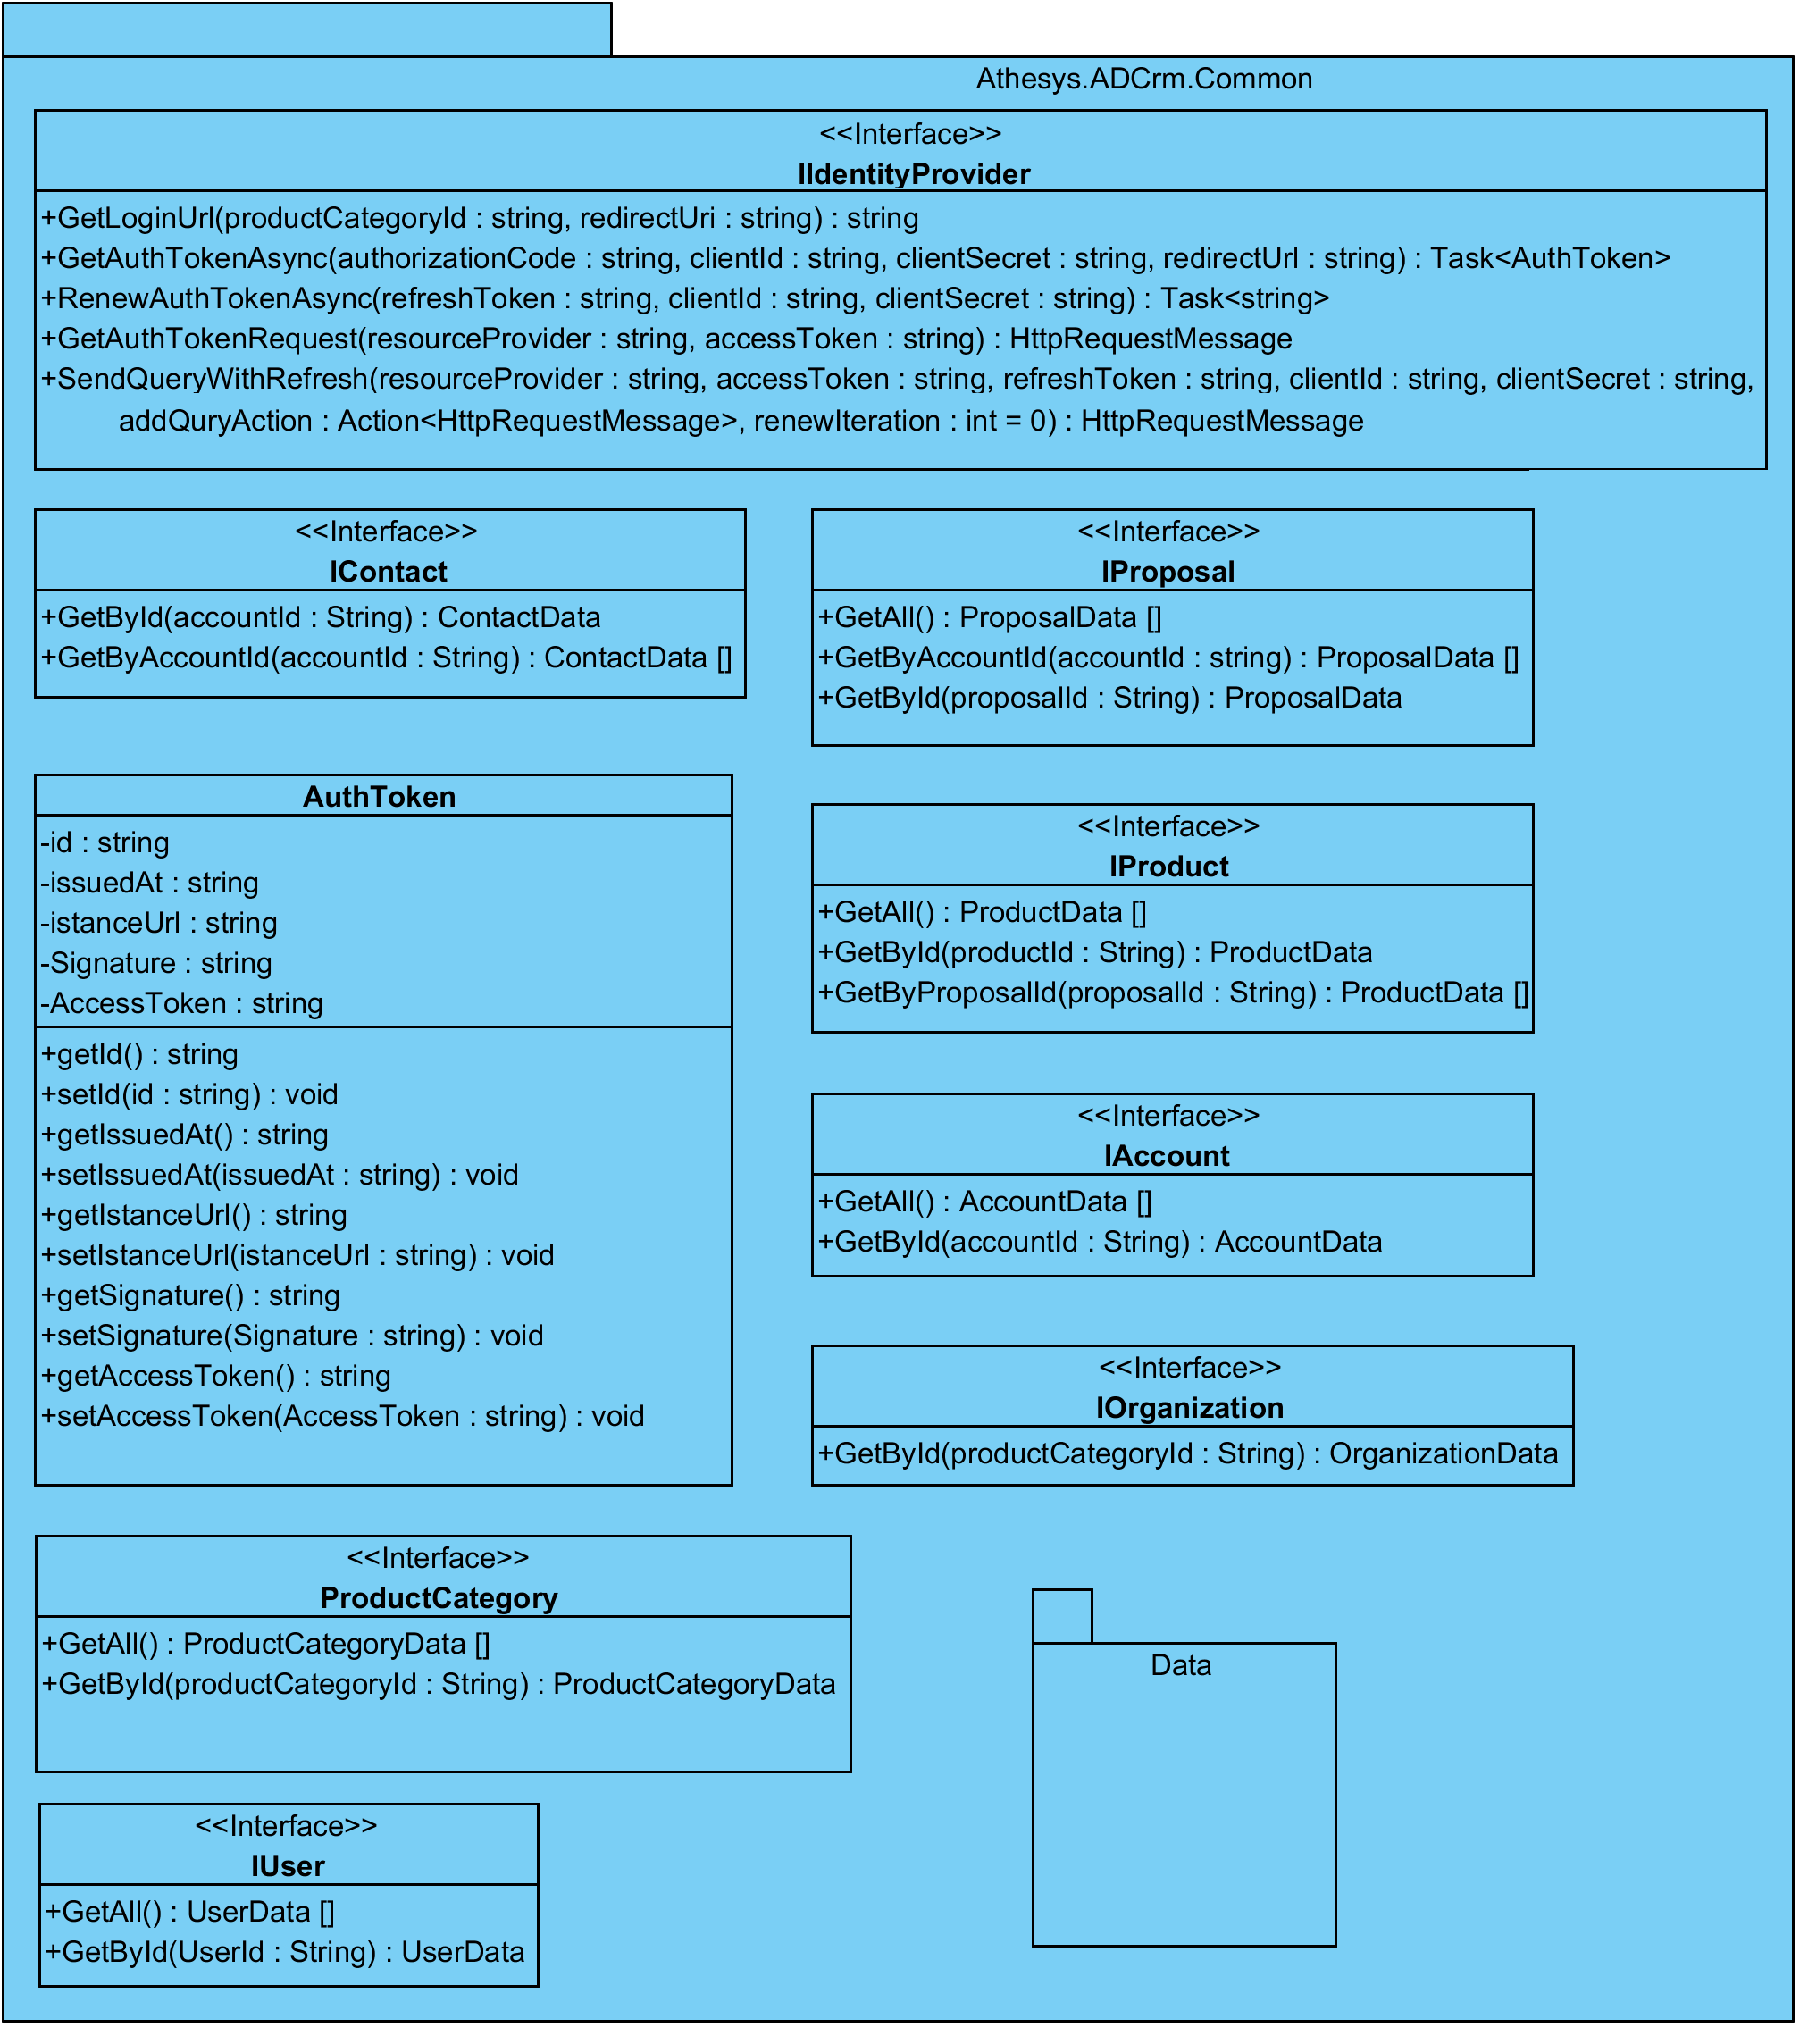 Athesys.ADCrm.Common
<<Interface>>
IIdentityProvider
+GetLoginUrl(productCategoryId : string, redirectUri : string) : string
+GetAuthTokenAsync(authorizationCode : string, clientId : string, clientSecret : string, redirectUrl : string) : Task<AuthToken>
+RenewAuthTokenAsync(refreshToken : string, clientId : string, clientSecret : string) : Task<string>
+GetAuthTokenRequest(resourceProvider : string, accessToken : string) : HttpRequestMessage
+SendQueryWithRefresh(resourceProvider : string, accessToken : string, refreshToken : string, clientId : string, clientSecret : string,
addQuryAction : Action<HttpRequestMessage>, renewIteration : int = 0) : HttpRequestMessage
<<Interface>>
IContact
+GetById(accountId : String) : ContactData
+GetByAccountId(accountId : String) : ContactData []
<<Interface>>
IProposal
+GetAll() : ProposalData []
+GetByAccountId(accountId : string) : ProposalData []
+GetById(proposalId : String) : ProposalData
AuthToken
-id : string
-issuedAt : string
-istanceUrl : string
-Signature : string
-AccessToken : string
+getId() : string
+setId(id : string) : void
+getIssuedAt() : string
+setIssuedAt(issuedAt : string) : void
+getIstanceUrl() : string
+setIstanceUrl(istanceUrl : string) : void
+getSignature() : string
+setSignature(Signature : string) : void
+getAccessToken() : string
+setAccessToken(AccessToken : string) : void
<<Interface>>
IProduct
+GetAll() : ProductData []
+GetById(productId : String) : ProductData
+GetByProposalId(proposalId : String) : ProductData []
<<Interface>>
IAccount
+GetAll() : AccountData []
+GetById(accountId : String) : AccountData
<<Interface>>
IOrganization
+GetById(productCategoryId : String) : OrganizationData
<<Interface>>
ProductCategory
+GetAll() : ProductCategoryData []
+GetById(productCategoryId : String) : ProductCategoryData
Data
<<Interface>>
IUser
+GetAll() : UserData []
+GetById(UserId : String) : UserData